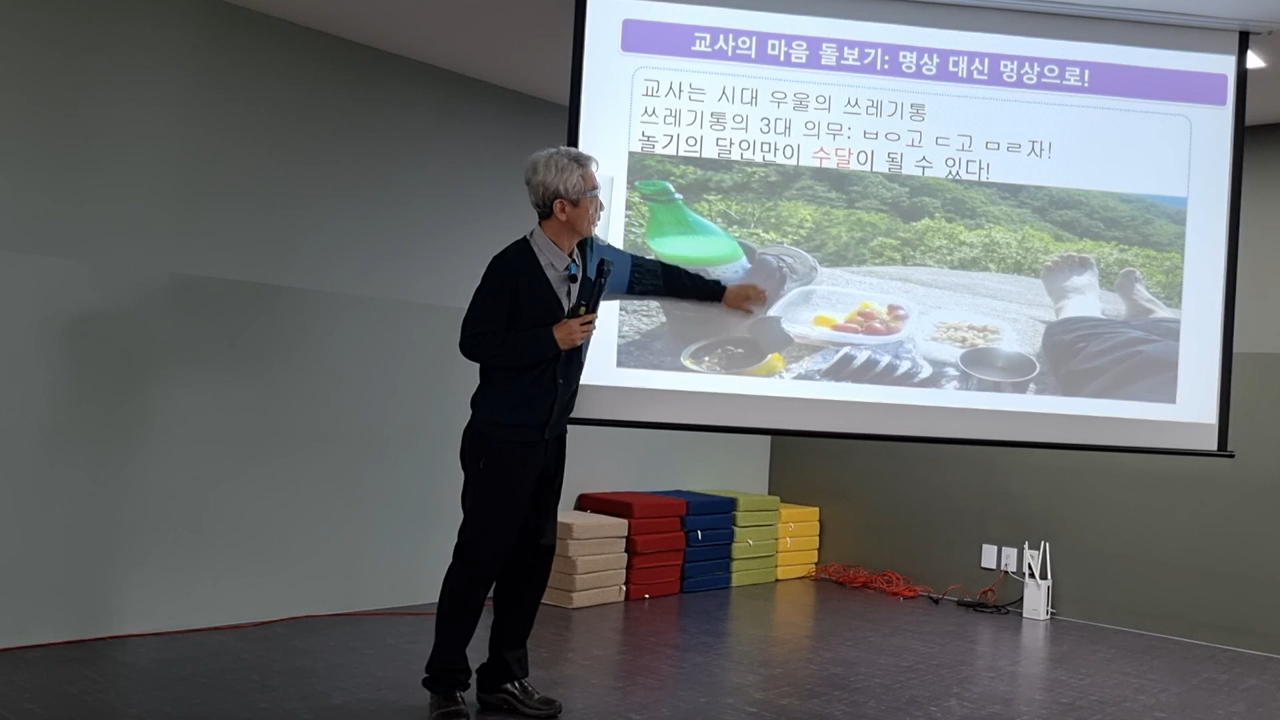 교사의 마음 돌보기: 명상 대신 멍상으로!
교사는 시대 우울의 쓰레기통
쓰레기통의 3대 의무: ㅂㅇ고 ㄷ고 ㅁㄹ자!
놀기의 달인만이 수달이 될 수 있다!